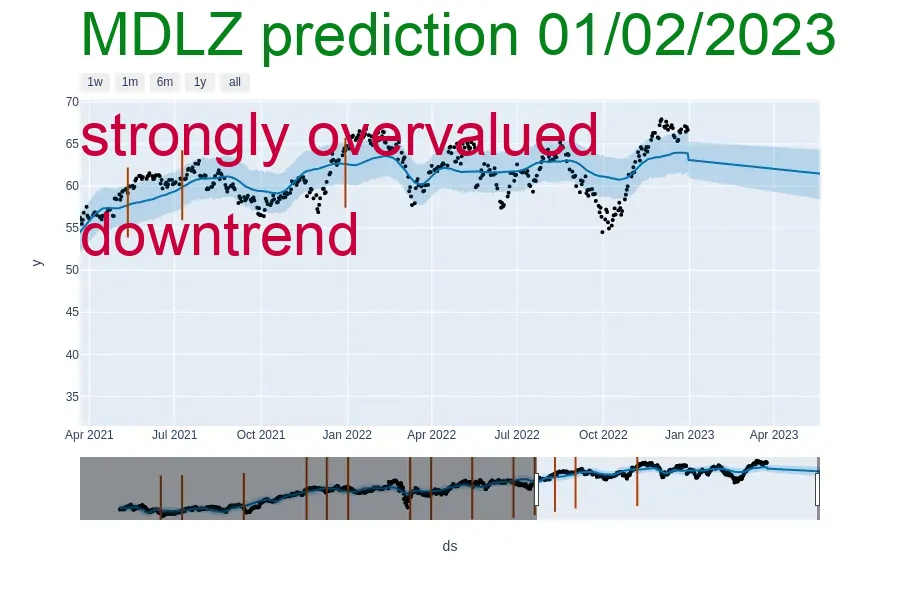 MDLZ prediction 01/02/2023
1w 1m 6m 1y all
70
strongly overvalued
65
60
55
downtrend
50
y
45
40
35
Apr 2021 Jul 2021 Oct 2021 Jan 2022 Apr 2022 Jul 2022 Oct 2022 Jan 2023 Apr 2023
ds